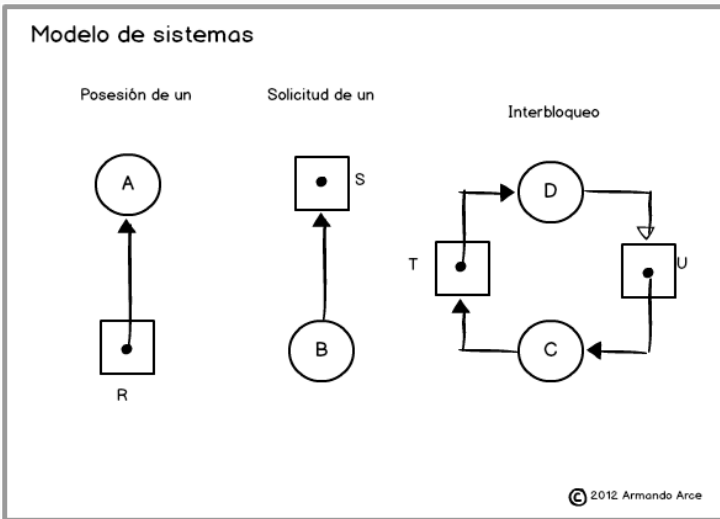 Modelo de sistemas
Posesión de un
Solicitud de un
Interbloqueo
A
S
D
T
U
B
C
R
© 2012 Armando Arce